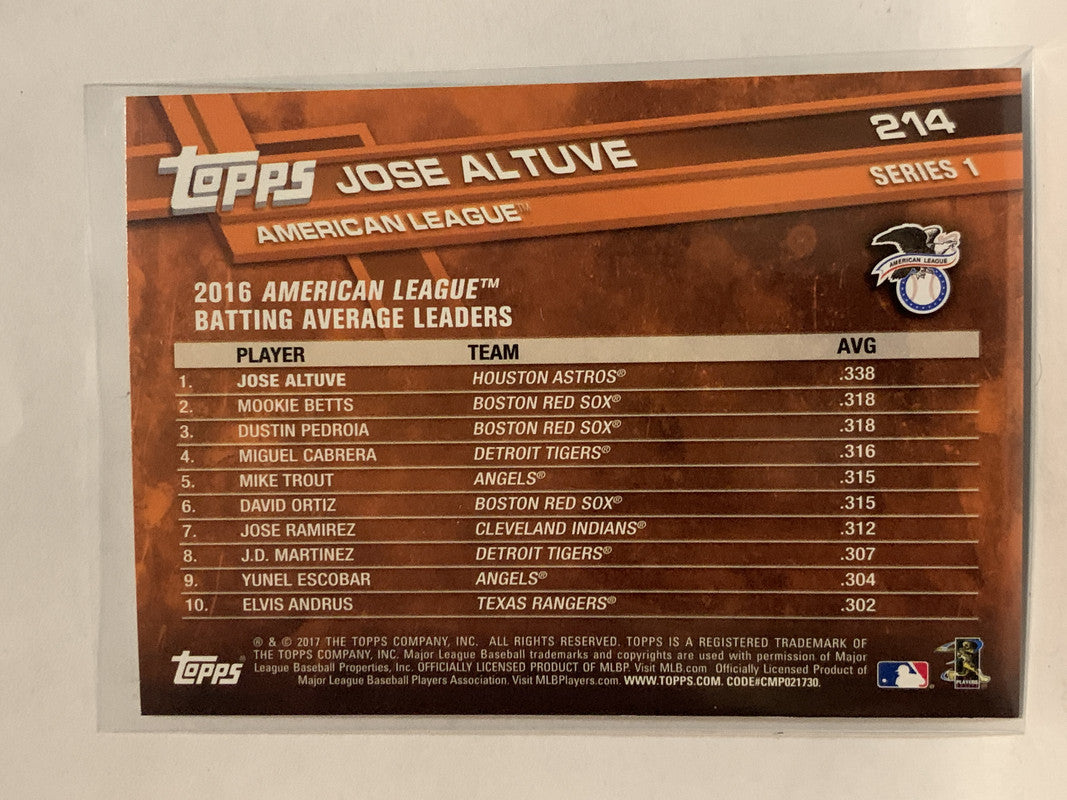 TOPPS JOSE ALTUVE 214
AMERICAN LEAGUE™ SERIES 1
AMERICAN LEAGUE
2016 AMERICAN LEAGUE™
BATTING AVERAGE LEADERS
PLAYER TEAM AVG
1. JOSE ALTUVE HOUSTON ASTROS® .338
2. MOOKIE BETTS BOSTON RED SOX® .318
3. DUSTIN PEDROIA BOSTON RED SOX® .318
4. MIGUEL CABRERA DETROIT TIGERS® .316
5. MIKE TROUT ANGELS® .315
6. DAVID ORTIZ BOSTON RED SOX® .315
7. JOSE RAMIREZ CLEVELAND INDIANS® .312
8. J.D. MARTINEZ DETROIT TIGERS® .307
9. YUNEL ESCOBAR ANGELS® .304
10. ELVIS ANDRUS TEXAS RANGERS® .302
® & © 2017 THE TOPPS COMPANY, INC. ALL RIGHTS RESERVED. TOPPS IS A REGISTERED TRADEMARK OF
THE TOPPS COMPANY, INC. Major League Baseball trademarks and copyrights are used with permission of Major
League Baseball Properties, Inc. OFFICIALLY LICENSED PRODUCT OF MLBP. Visit MLB.com Officially Licensed Product of
Major League Baseball Players Association. Visit MLBPlayers.com. WWW.TOPPS.COM. CODE#CMP021730.
TOPPS®
PLAYERS